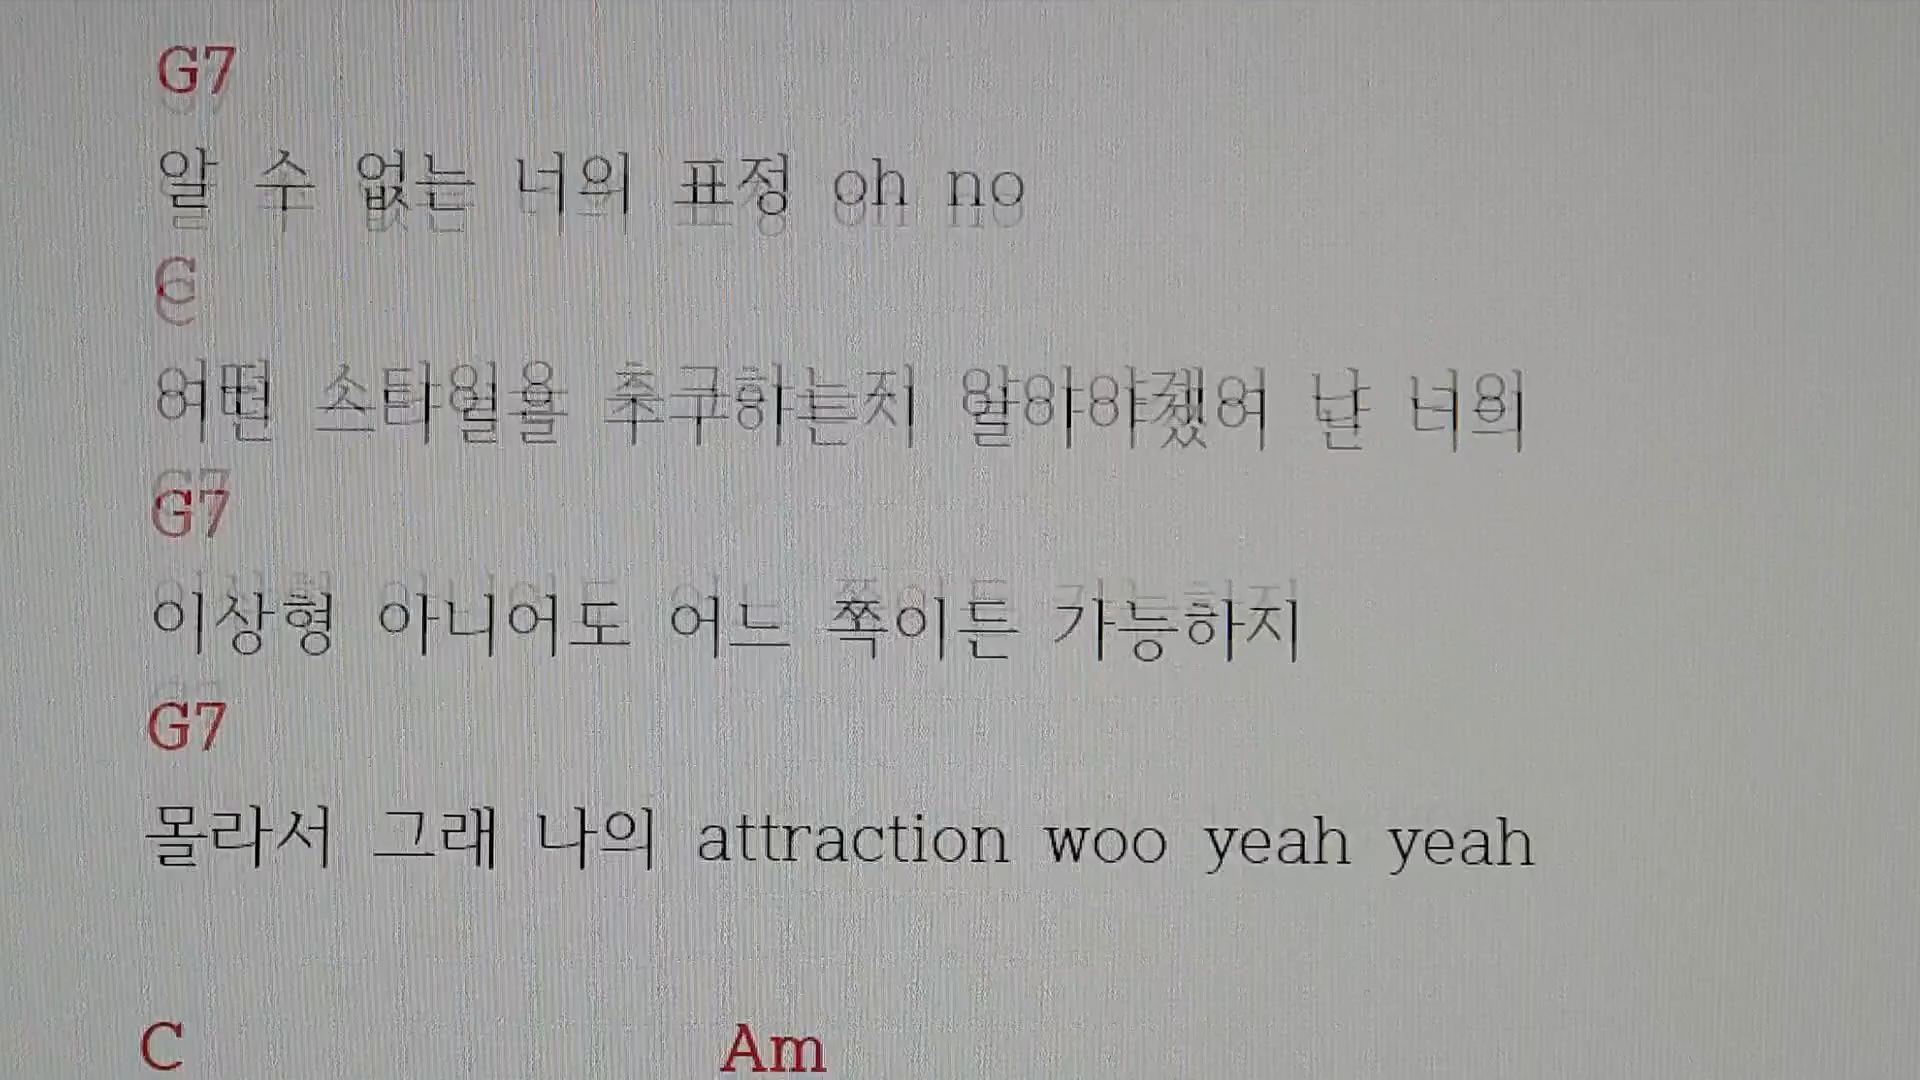 G7
알 수 없는 너의 표정 oh no
C
어떤 스타일을 추구하는지 알아야겠어 난 너의
G7
이상형 아니어도 어느 쪽이든 가능하지
G7
몰라서 그래 나의 attraction woo yeah yeah
C Am